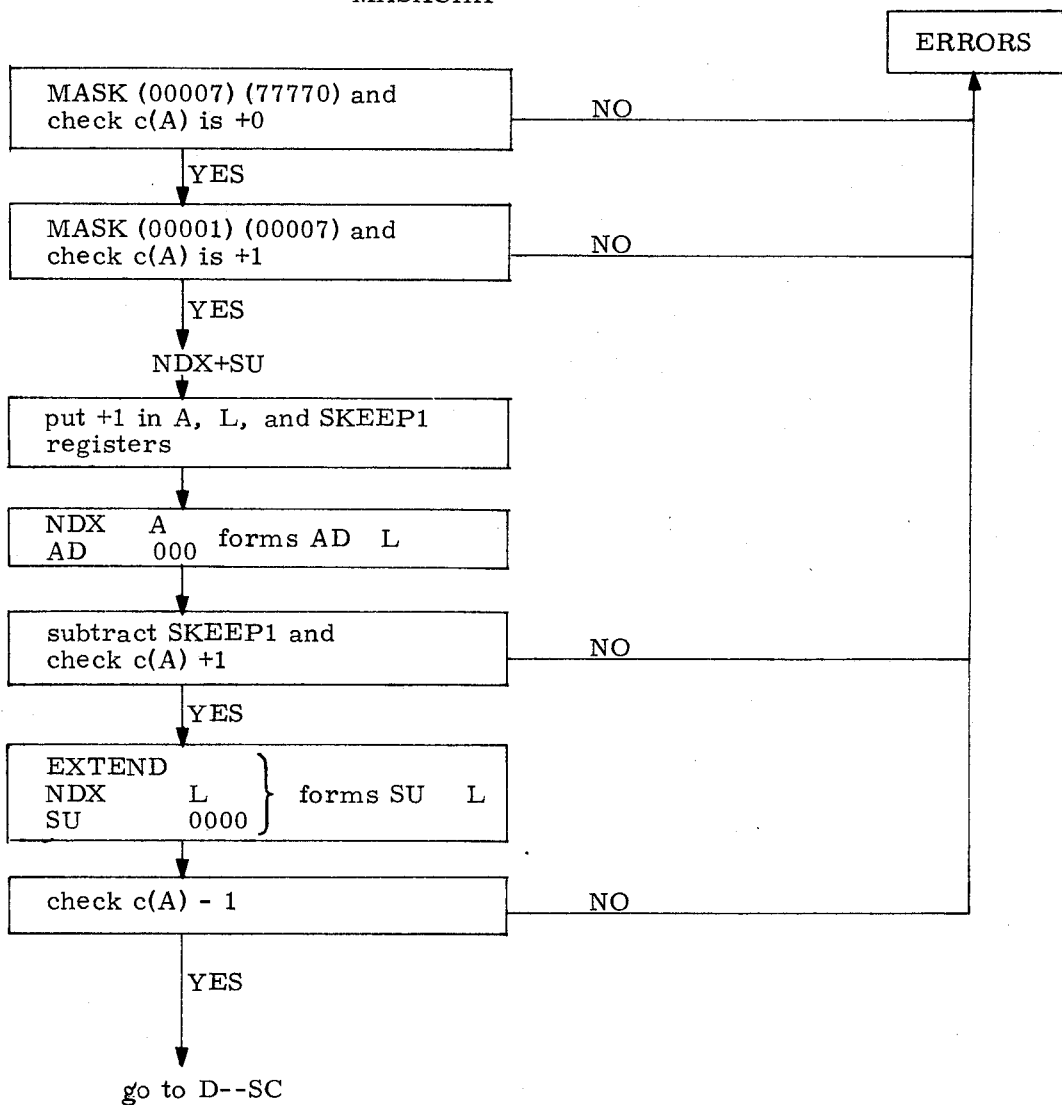 ERRORS
MASK (00007) (77770) and
check c(A) is +0
NO
YES
MASK (00001) (00007) and
check c(A) is +1
NO
YES
NDX+SU
put +1 in A, L, and SKEEP1
registers
NDX A
AD 000 forms AD L
subtract SKEEP1 and
check c(A) +1
NO
YES
EXTEND
NDX L } forms SU L
SU 0000
check c(A) - 1
NO
YES
go to D--SC